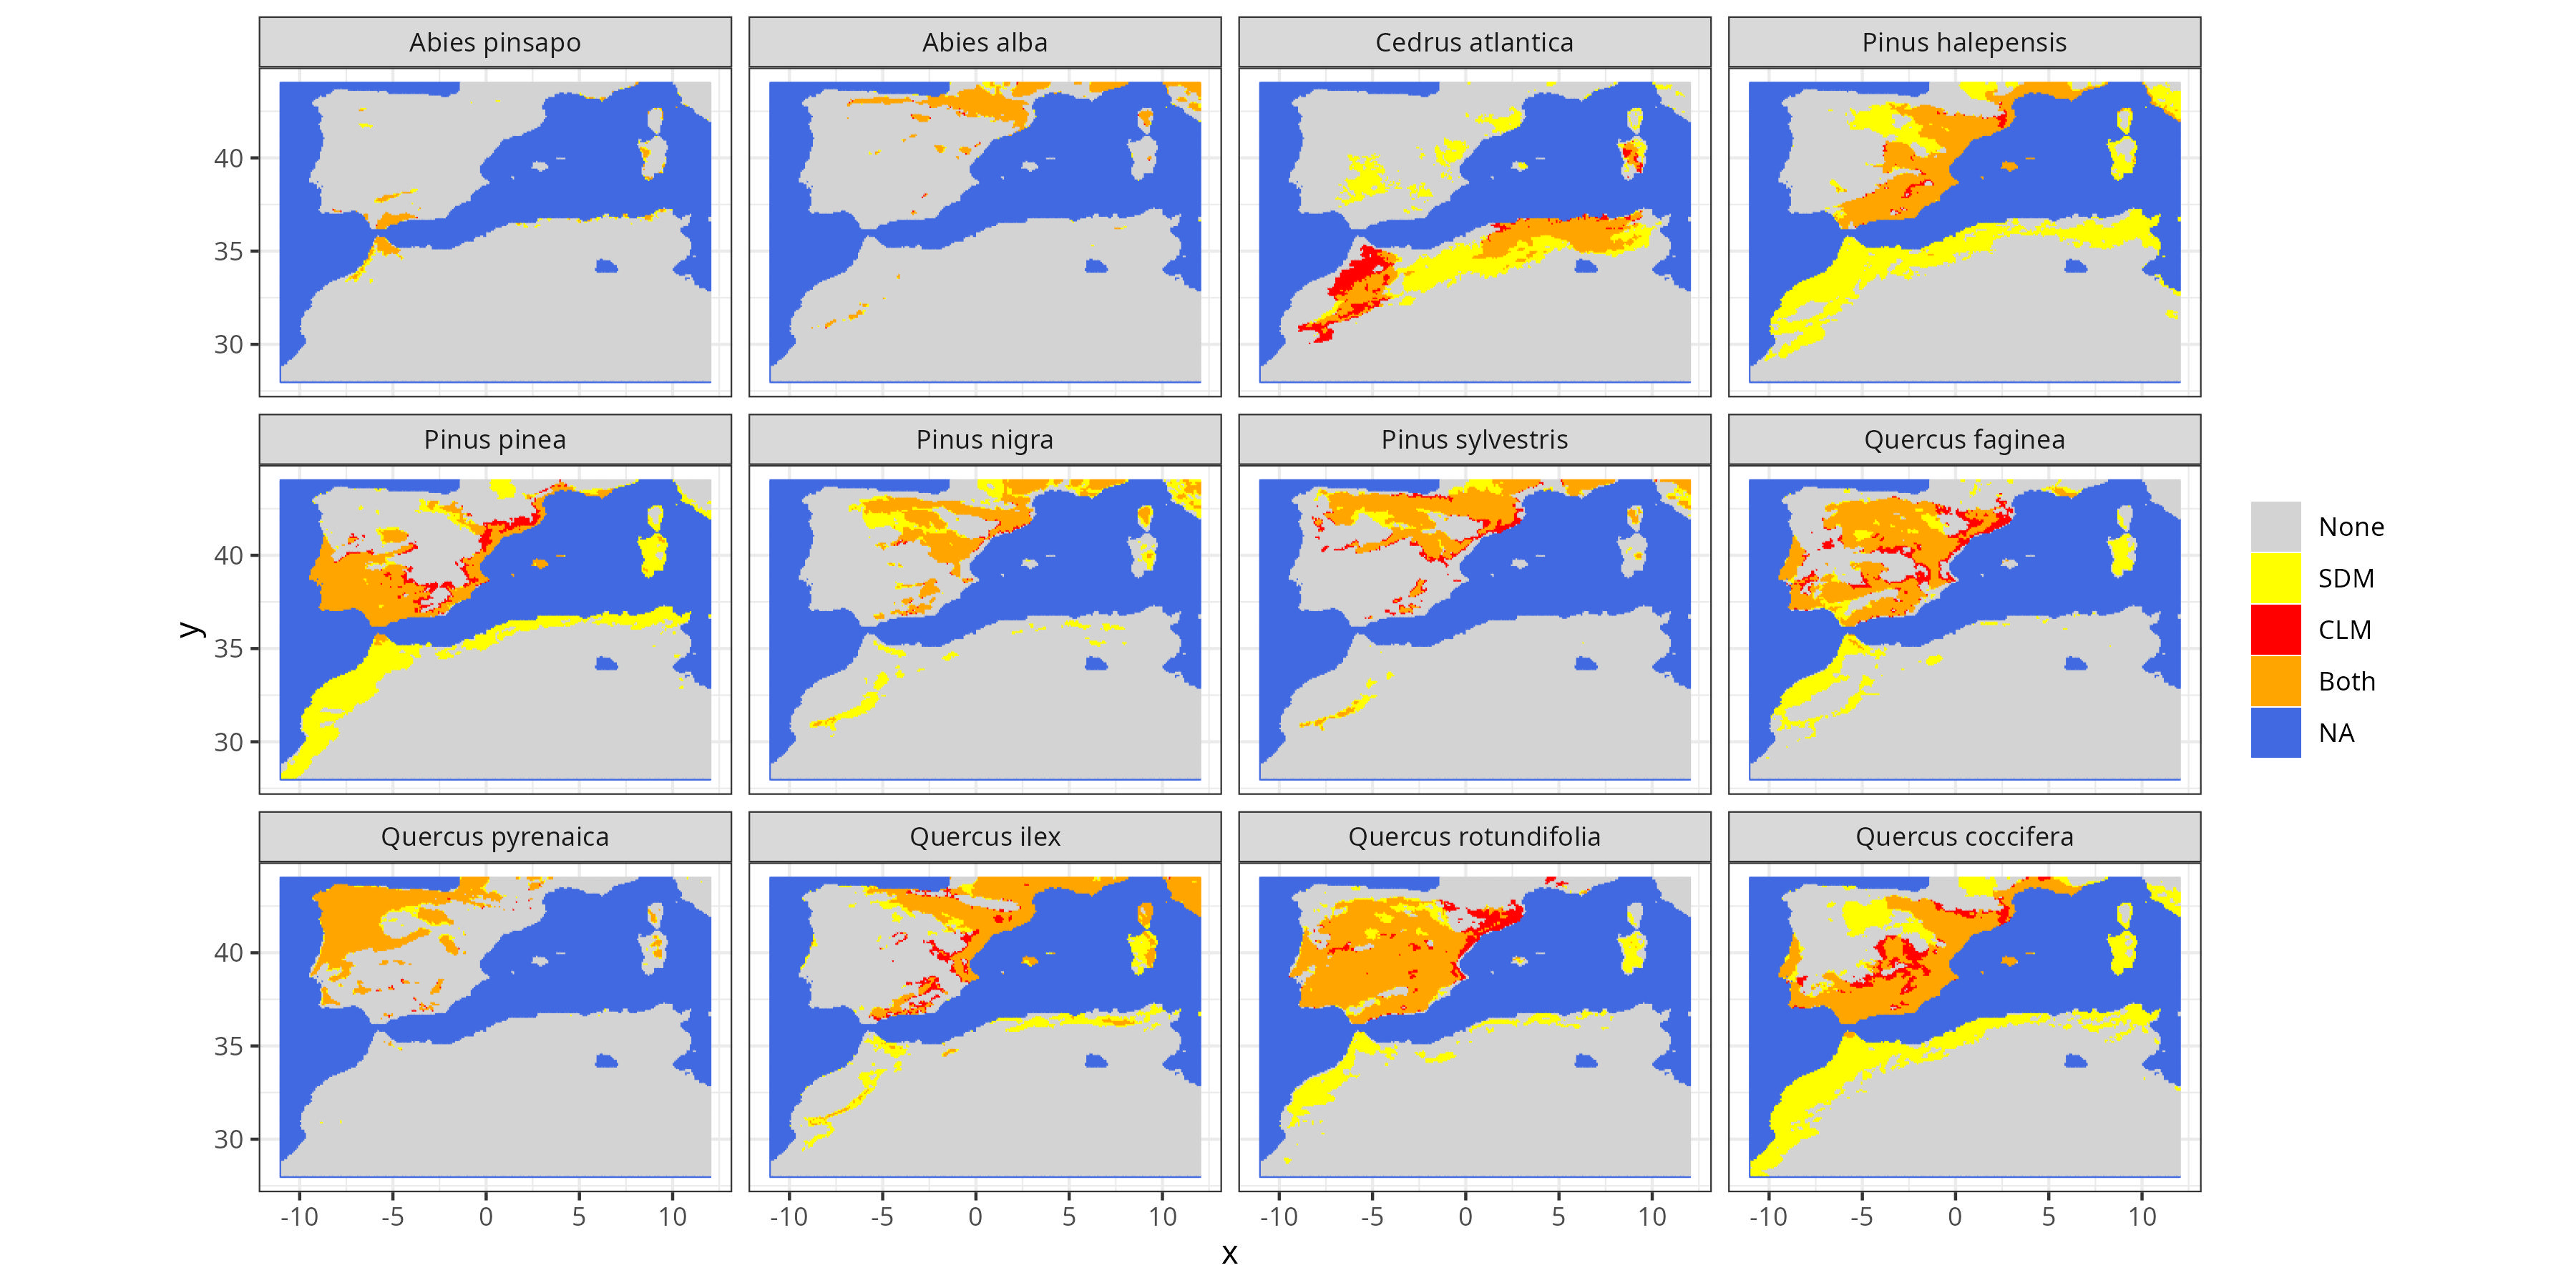 Abies pinsapo
Abies alba
Cedrus atlantica
Pinus halepensis
40
35
30
Pinus pinea
Pinus nigra
Pinus sylvestris
Quercus faginea
y
40
35
30
None
SDM
CLM
Both
NA
Quercus pyrenaica
Quercus ilex
Quercus rotundifolia
Quercus coccifera
40
35
30
-10 -5 0 5 10
-10 -5 0 5 10
-10 -5 0 5 10
-10 -5 0 5 10
x